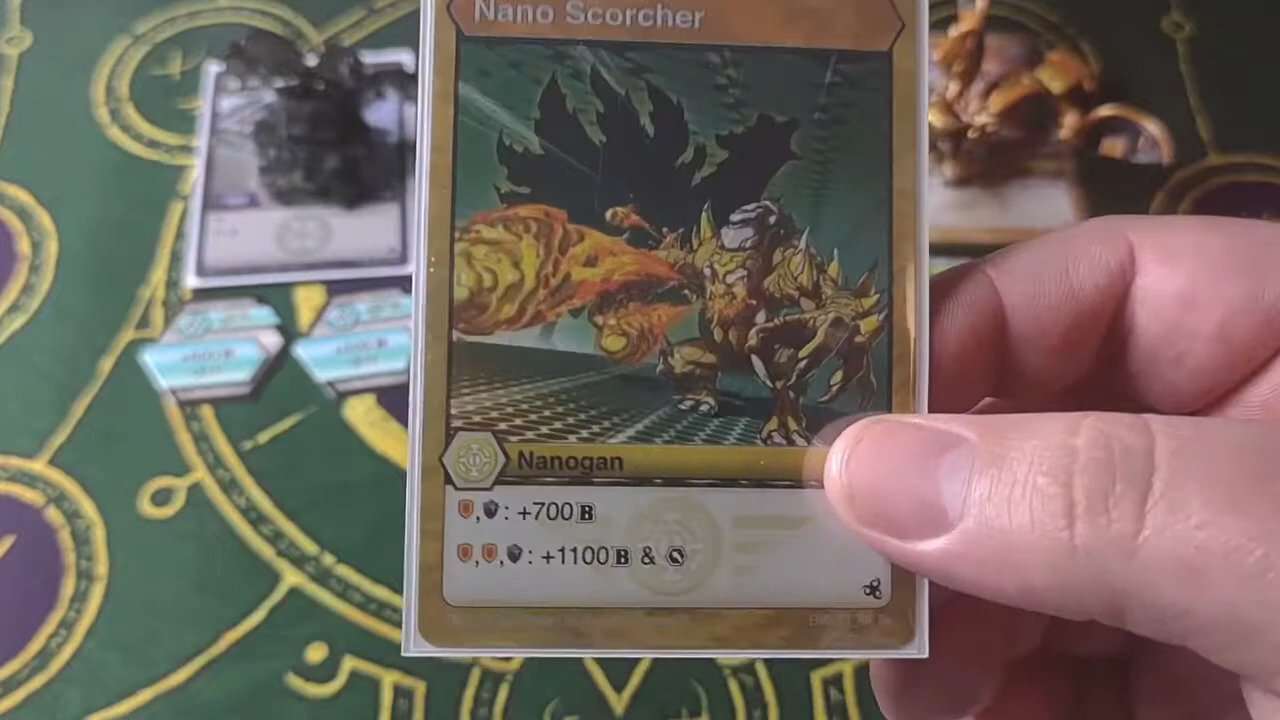 Nano Scorcher
Nanogan
, : +700 B
, , : +1100 B &